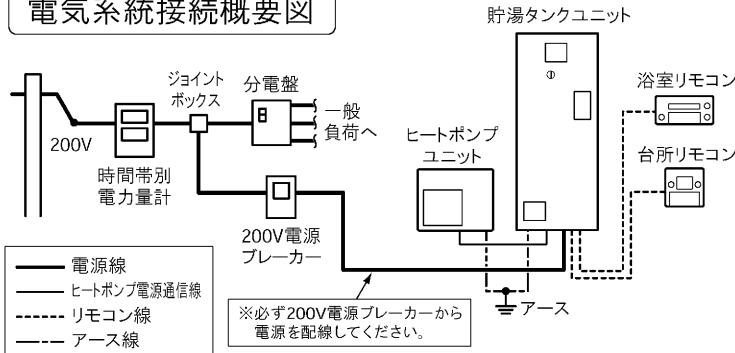 電気系統接続概要図
貯湯タンクユニット
ジョイント
ボックス
分電盤
一般
負荷へ
200V
時間帯別
電力量計
ヒートポンプ
ユニット
浴室リモコン
台所リモコン
200V電源
ブレーカー
電源線
ヒートポンプ電源通信線
リモコン線
アース線
※必ず200V電源ブレーカーから
電源を配線してください。
アース